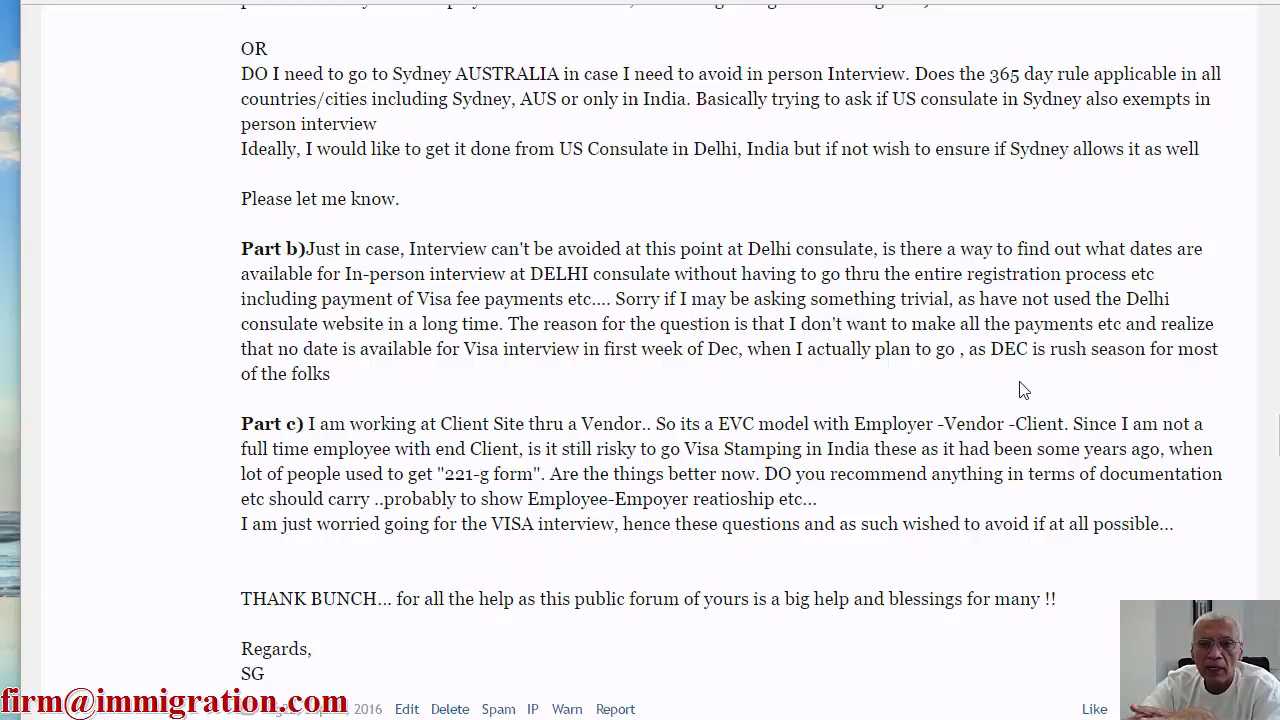 OR
DO I need to go to Sydney AUSTRALIA in case I need to avoid in person Interview. Does the 365 day rule applicable in all
countries/cities including Sydney, AUS or only in India. Basically trying to ask if US consulate in Sydney also exempts in
person interview
Ideally, I would like to get it done from US Consulate in Delhi, India but if not wish to ensure if Sydney allows it as well
Please let me know.
Part b)Just in case, Interview can't be avoided at this point at Delhi consulate, is there a way to find out what dates are
available for In-person interview at DELHI consulate without having to go thru the entire registration process etc
including payment of Visa fee payments etc.... Sorry if I may be asking something trivial, as have not used the Delhi
consulate website in a long time. The reason for the question is that I don't want to make all the payments etc and realize
that no date is available for Visa interview in first week of Dec, when I actually plan to go , as DEC is rush season for most
of the folks
Part c) I am working at Client Site thru a Vendor.. So its a EVC model with Employer -Vendor -Client. Since I am not a
full time employee with end Client, is it still risky to go Visa Stamping in India these as it had been some years ago, when
lot of people used to get "221-g form". Are the things better now. DO you recommend anything in terms of documentation
etc should carry ..probably to show Employee-Empoyer reatioship etc...
I am just worried going for the VISA interview, hence these questions and as such wished to avoid if at all possible...
THANK BUNCH... for all the help as this public forum of yours is a big help and blessings for many !!
Regards,
SG
firm@immigration.com , 2016 Edit Delete Spam IP Warn Report Like